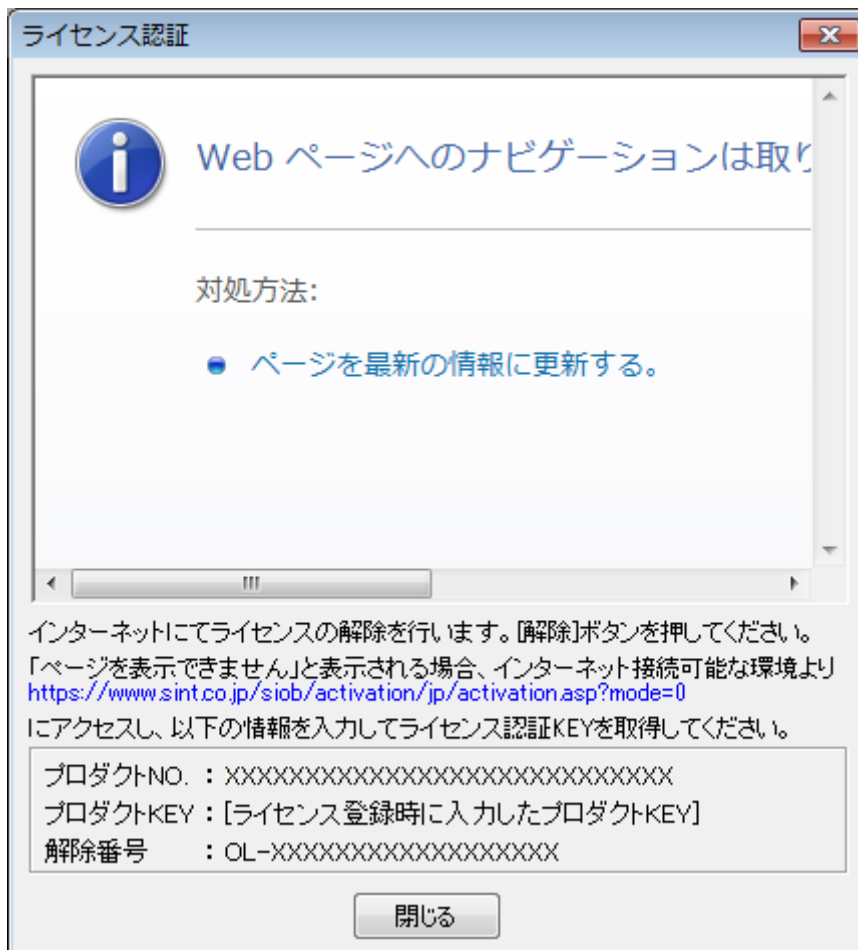 ライセンス認証
Web ページへのナビゲーションは取り
対処方法:
ページを最新の情報に更新する。
インターネットにてライセンスの解除を行います。[解除]ボタンを押してください。
「ページを表示できません」と表示される場合、インターネット接続可能な環境より
https://www.sint.co.jp/siob/activation/jp/activation.asp?mode=0
にアクセスし、以下の情報を入力してライセンス認証KEYを取得してください。
プロダクトNO. : XXXXXXXXXXXXXXXXXXXXXXXXXXXX
プロダクトKEY : [ライセンス登録時に入力したプロダクトKEY]
解除番号 : OL-XXXXXXXXXXXXXXXXXX
閉じる